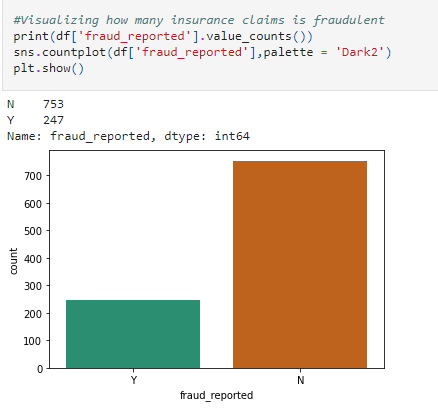 #Visualizing how many insurance claims is fraudulent
print(df['fraud_reported'].value_counts())
sns.countplot(df['fraud_reported'],palette = 'Dark2')
plt.show()
N    753
Y    247
Name: fraud_reported, dtype: int64
700
600
500
400
300
200
100
0
count
Y N
fraud_reported